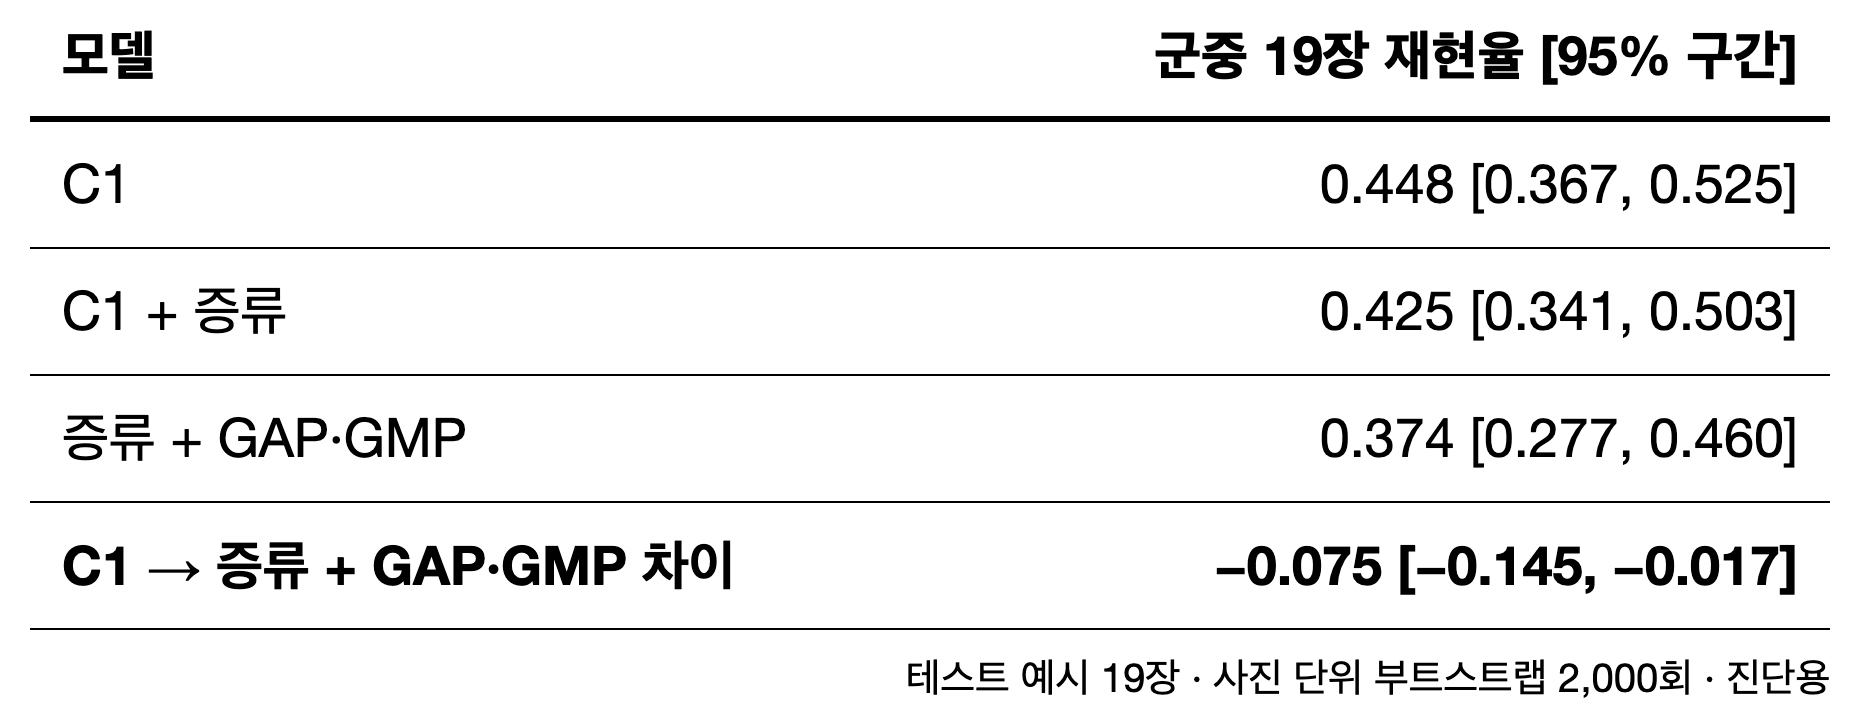 모델 군중 19장 재현율 [95% 구간]
C1 0.448 [0.367, 0.525]
C1 + 증류 0.425 [0.341, 0.503]
증류 + GAP·GMP 0.374 [0.277, 0.460]
C1 → 증류 + GAP·GMP 차이 −0.075 [−0.145, −0.017]
테스트 예시 19장 · 사진 단위 부트스트랩 2,000회 · 진단용